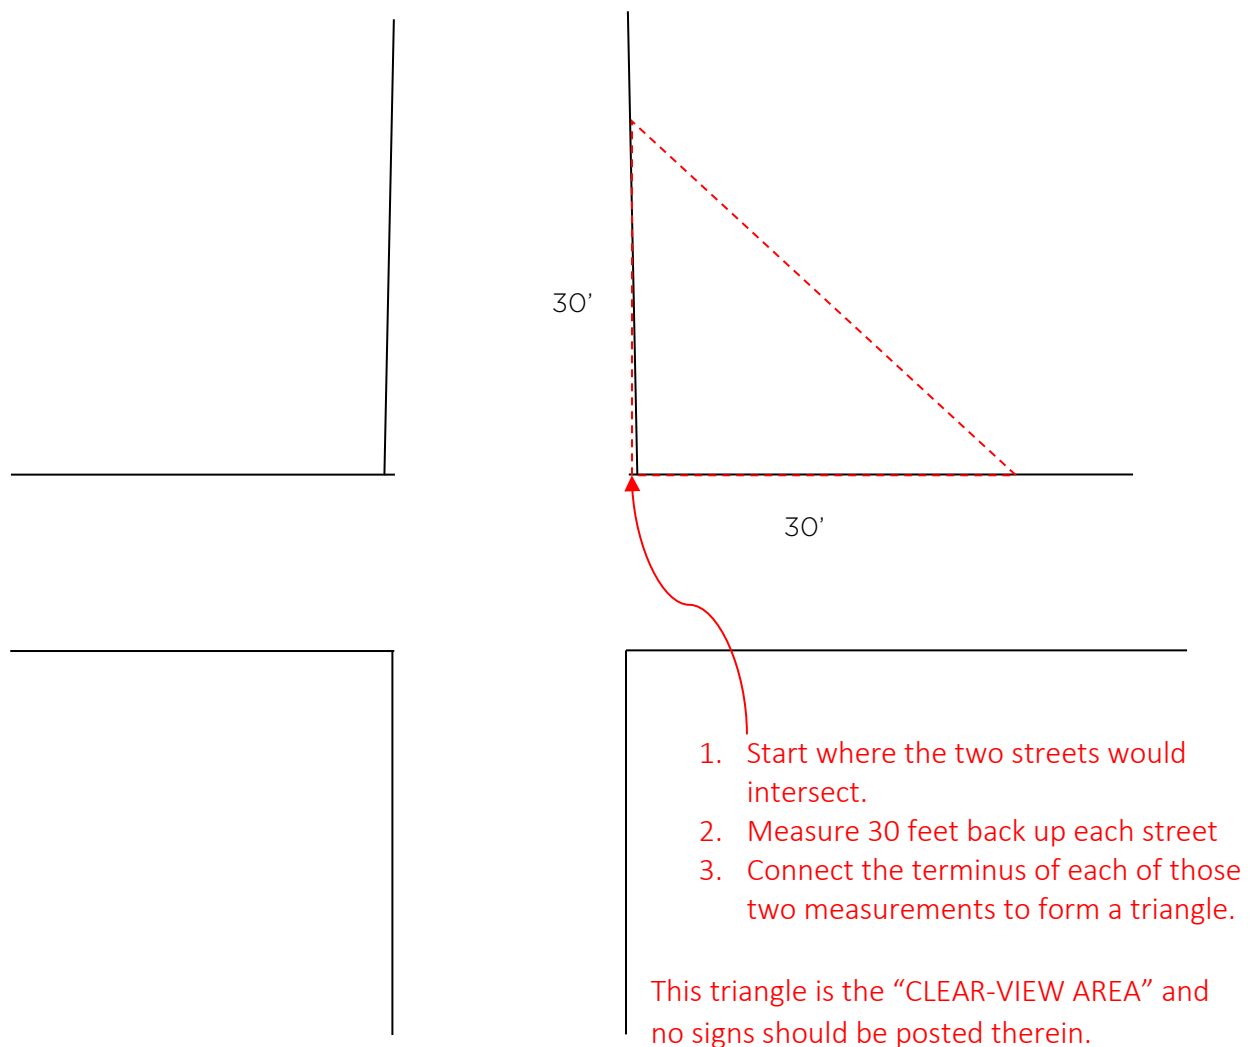 30’
30’
1. Start where the two streets would
intersect.
2. Measure 30 feet back up each street
3. Connect the terminus of each of those
two measurements to form a triangle.
This triangle is the “CLEAR-VIEW AREA” and
no signs should be posted therein.